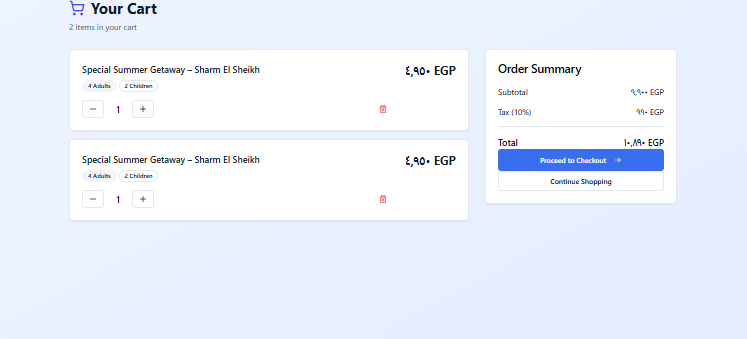 Your Cart
2 items in your cart
Special Summer Getaway – Sharm El Sheikh
٤,٩٥٠ EGP
4 Adults 2 Children
− 1 +
Special Summer Getaway – Sharm El Sheikh
٤,٩٥٠ EGP
4 Adults 2 Children
− 1 +
Order Summary
Subtotal ٩,٩٠٠ EGP
Tax (10%) ٩٩٠ EGP
Total ١٠,٨٩٠ EGP
Proceed to Checkout →
Continue Shopping